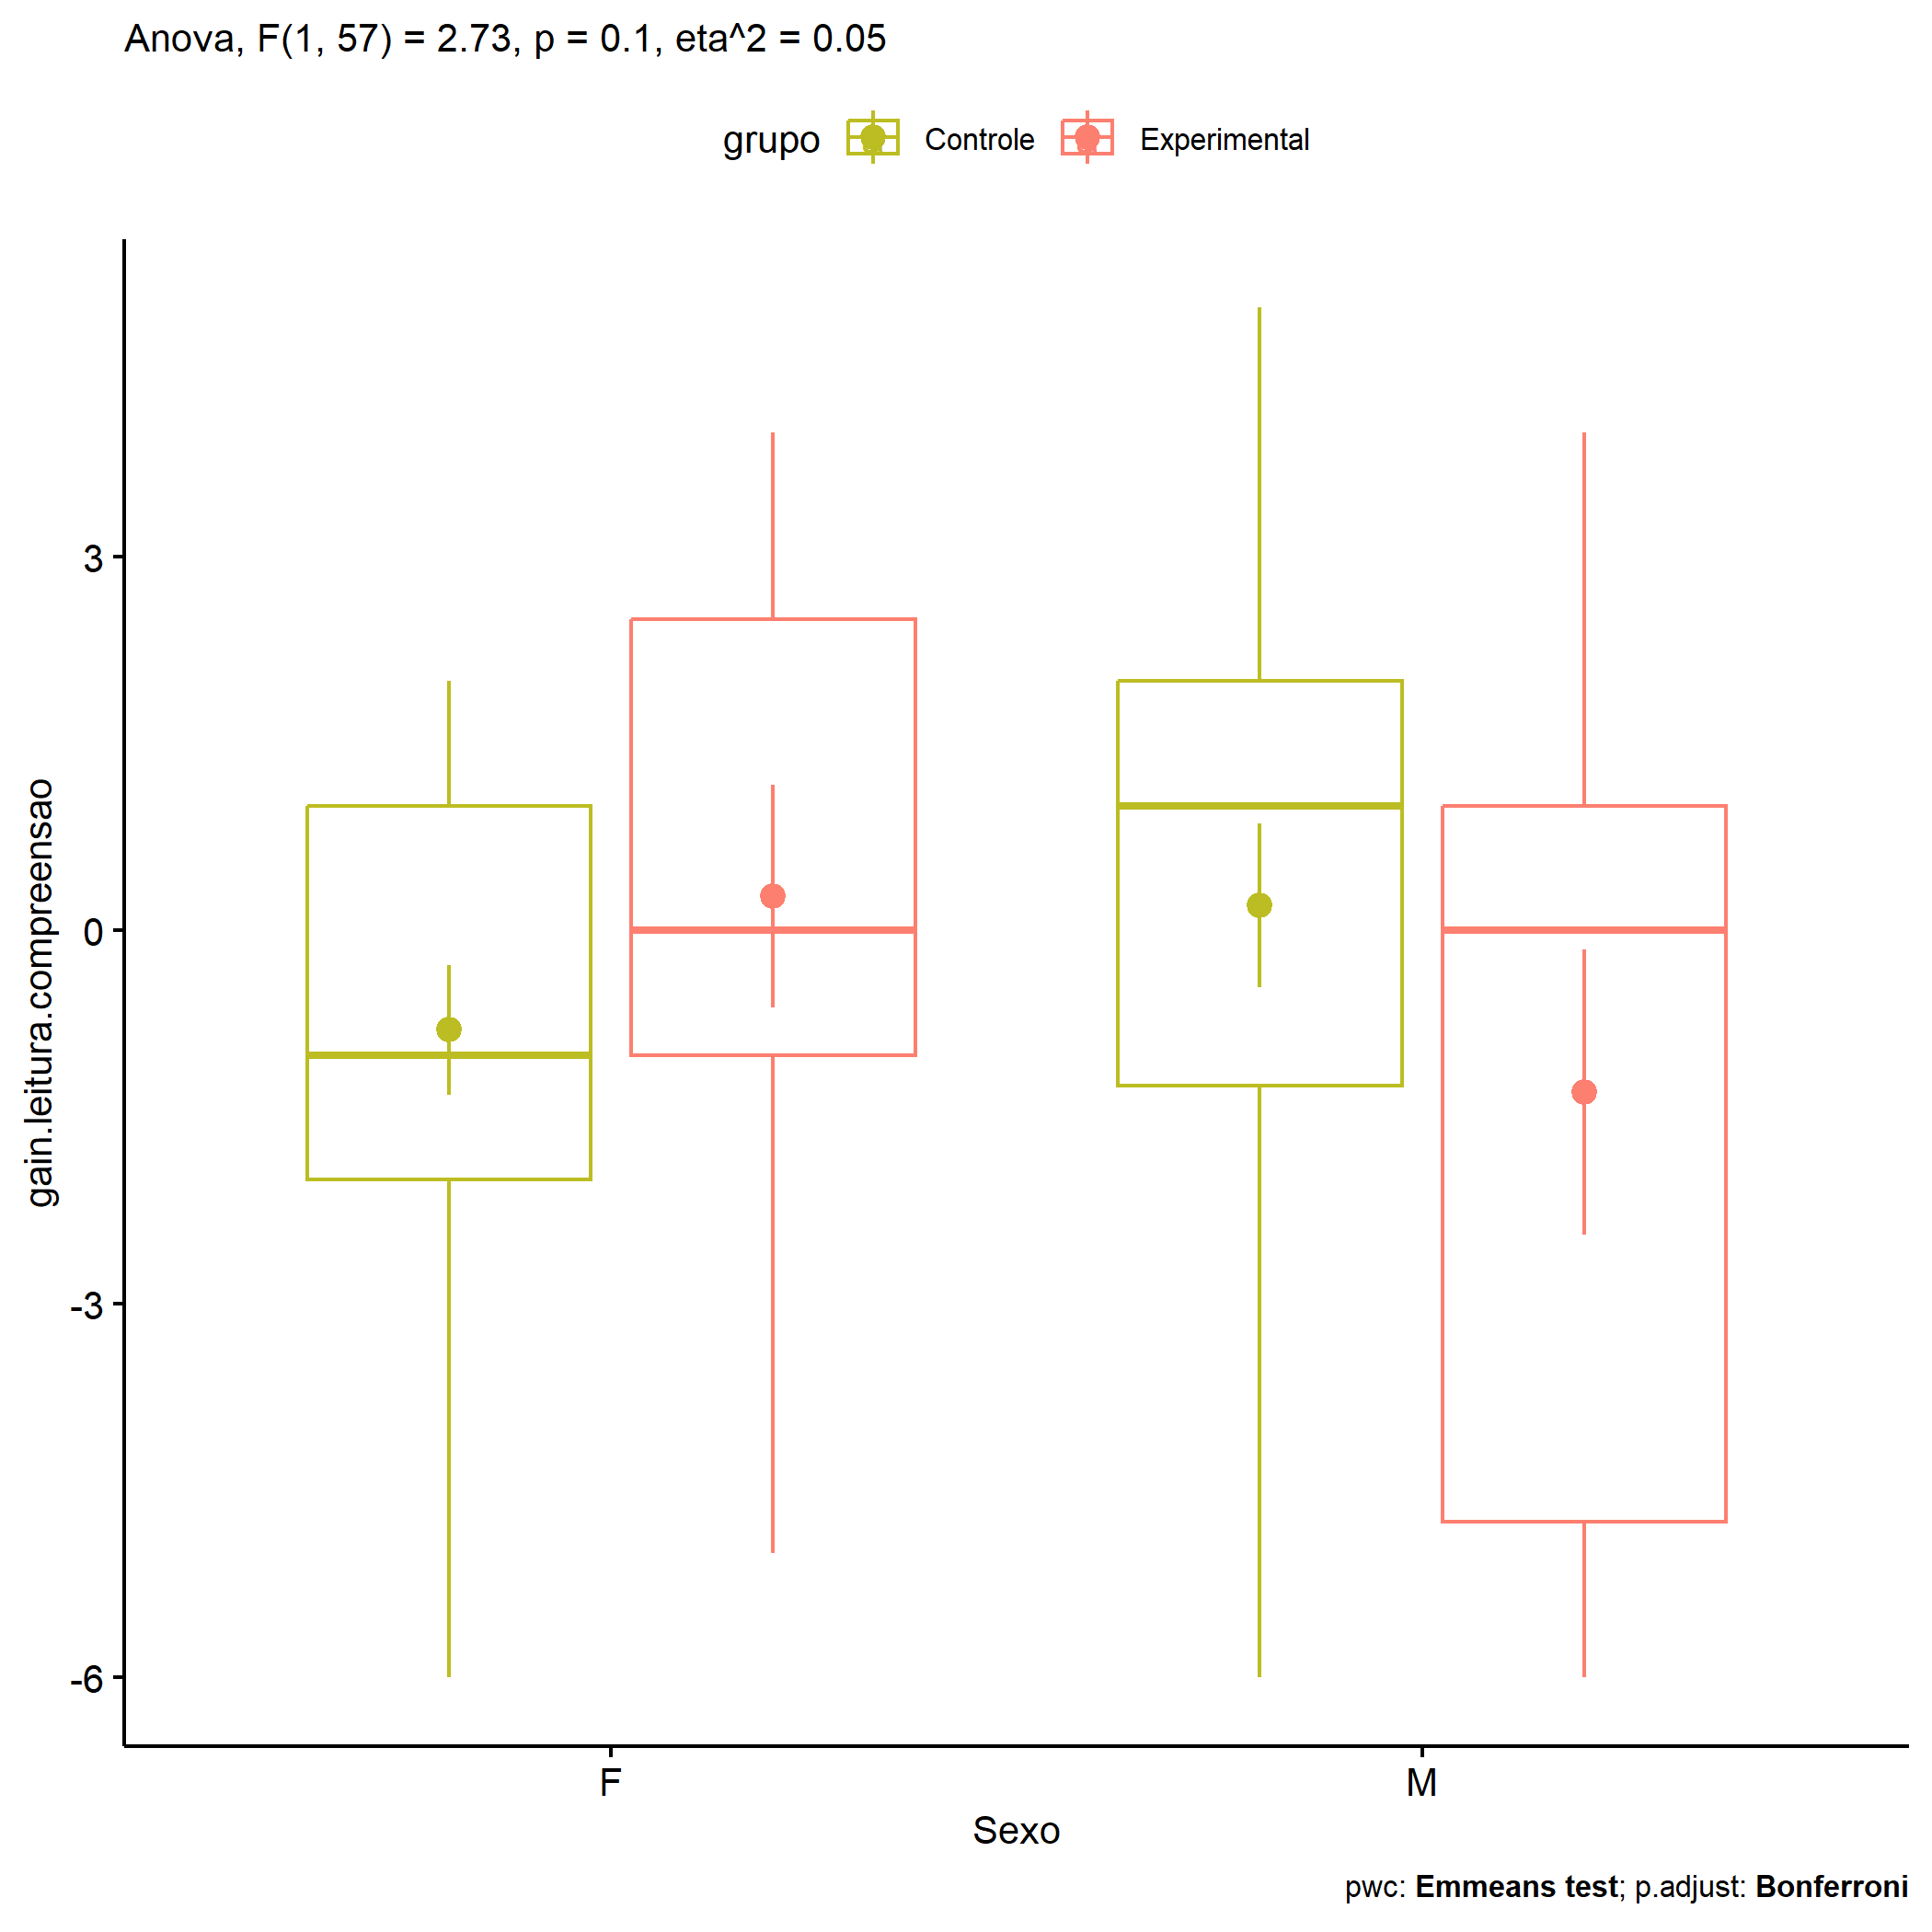 Anova, F(1, 57) = 2.73, p = 0.1, eta^2 = 0.05
grupo Controle Experimental
gain.leitura.compreensao
3
0
-3
-6
F M
Sexo
pwc: Emmeans test; p.adjust: Bonferroni